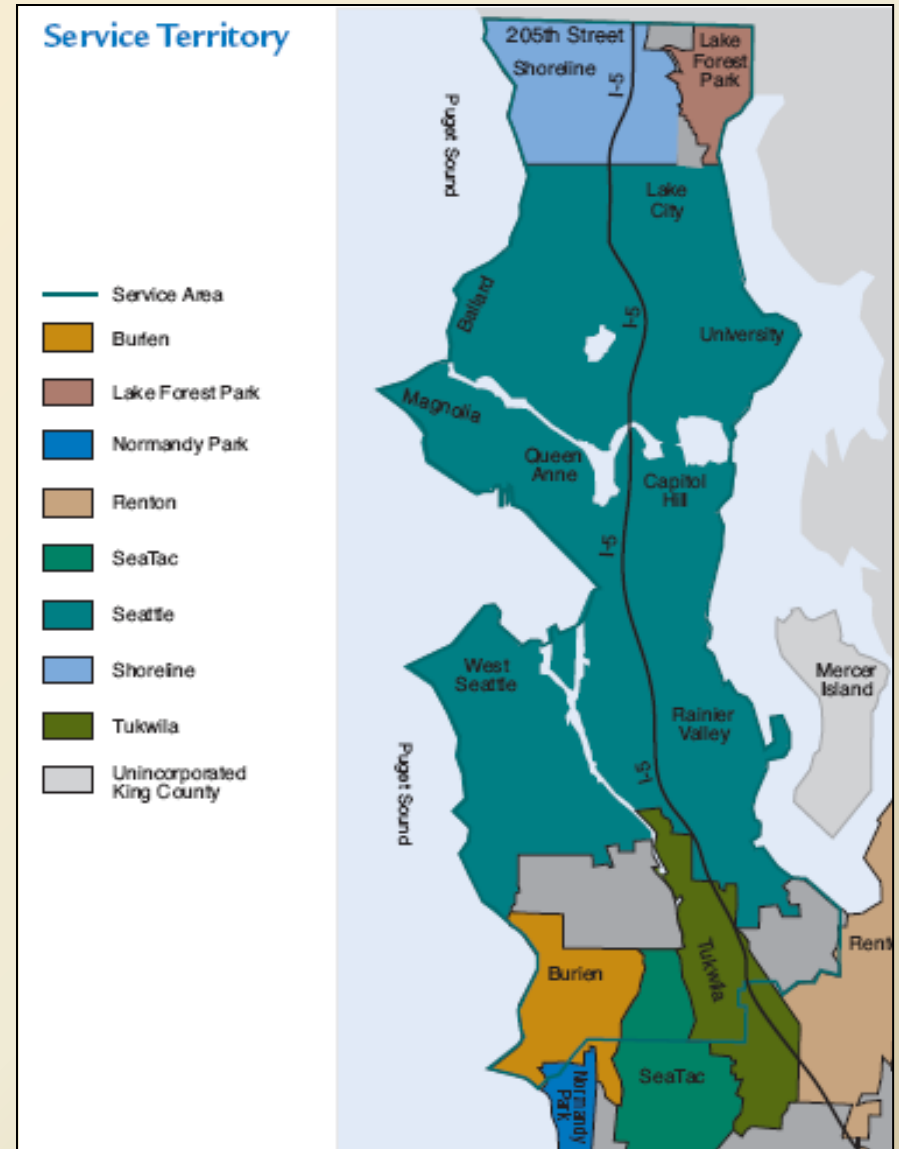 Service Territory
Service Area
Burien
Lake Forest Park
Normandy Park
Renton
SeaTac
Seattle
Shoreline
Tukwila
Unincorporated
King County
205th Street
Shoreline
I-5
Lake
Forest
Park
Puget Sound
Lake
City
Ballard
I-5
University
Magnolia
Queen
Anne
Capitol
Hill
I-5
West
Seattle
Mercer
Island
Rainier
Valley
Puget Sound
I-5
Burien
Tukwila
Rent
SeaTac
Normandy
Park